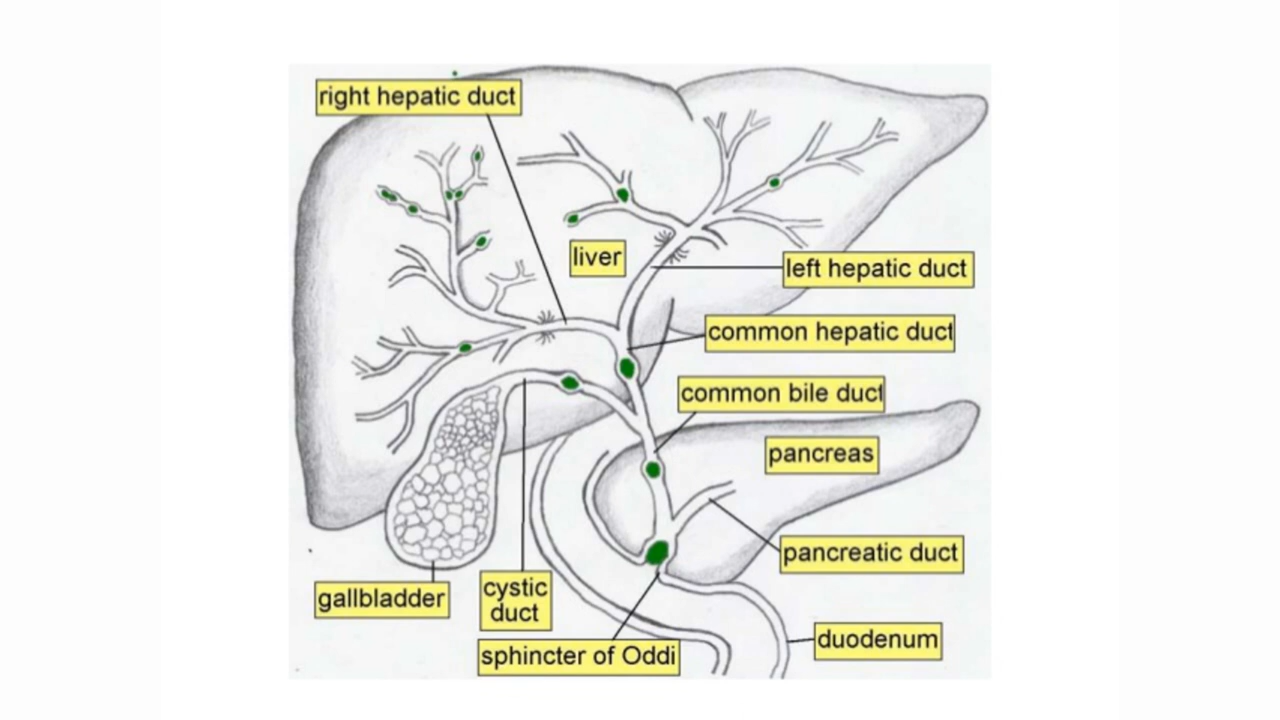 right hepatic duct
liver
left hepatic duct
common hepatic duct
common bile duct
pancreas
pancreatic duct
gallbladder
cystic
duct
sphincter of Oddi
duodenum